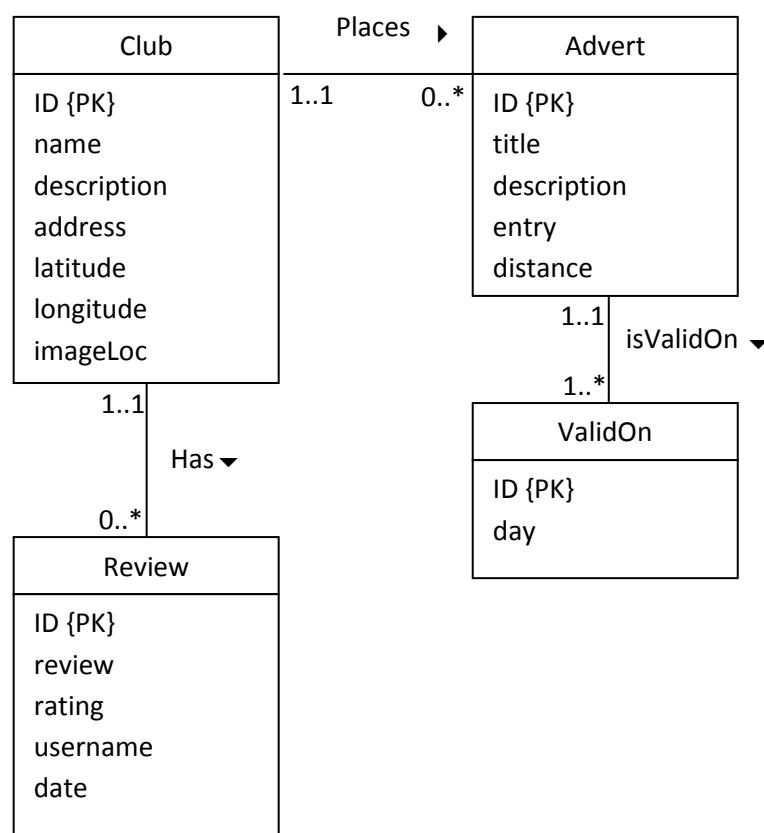 Places
Club
ID {PK}
name
description
address
latitude
longitude
imageLoc
1..1
0..*
Advert
ID {PK}
title
description
entry
distance
1..1
isValidOn
1..*
ValidOn
ID {PK}
day
1..1
Has
0..*
Review
ID {PK}
review
rating
username
date